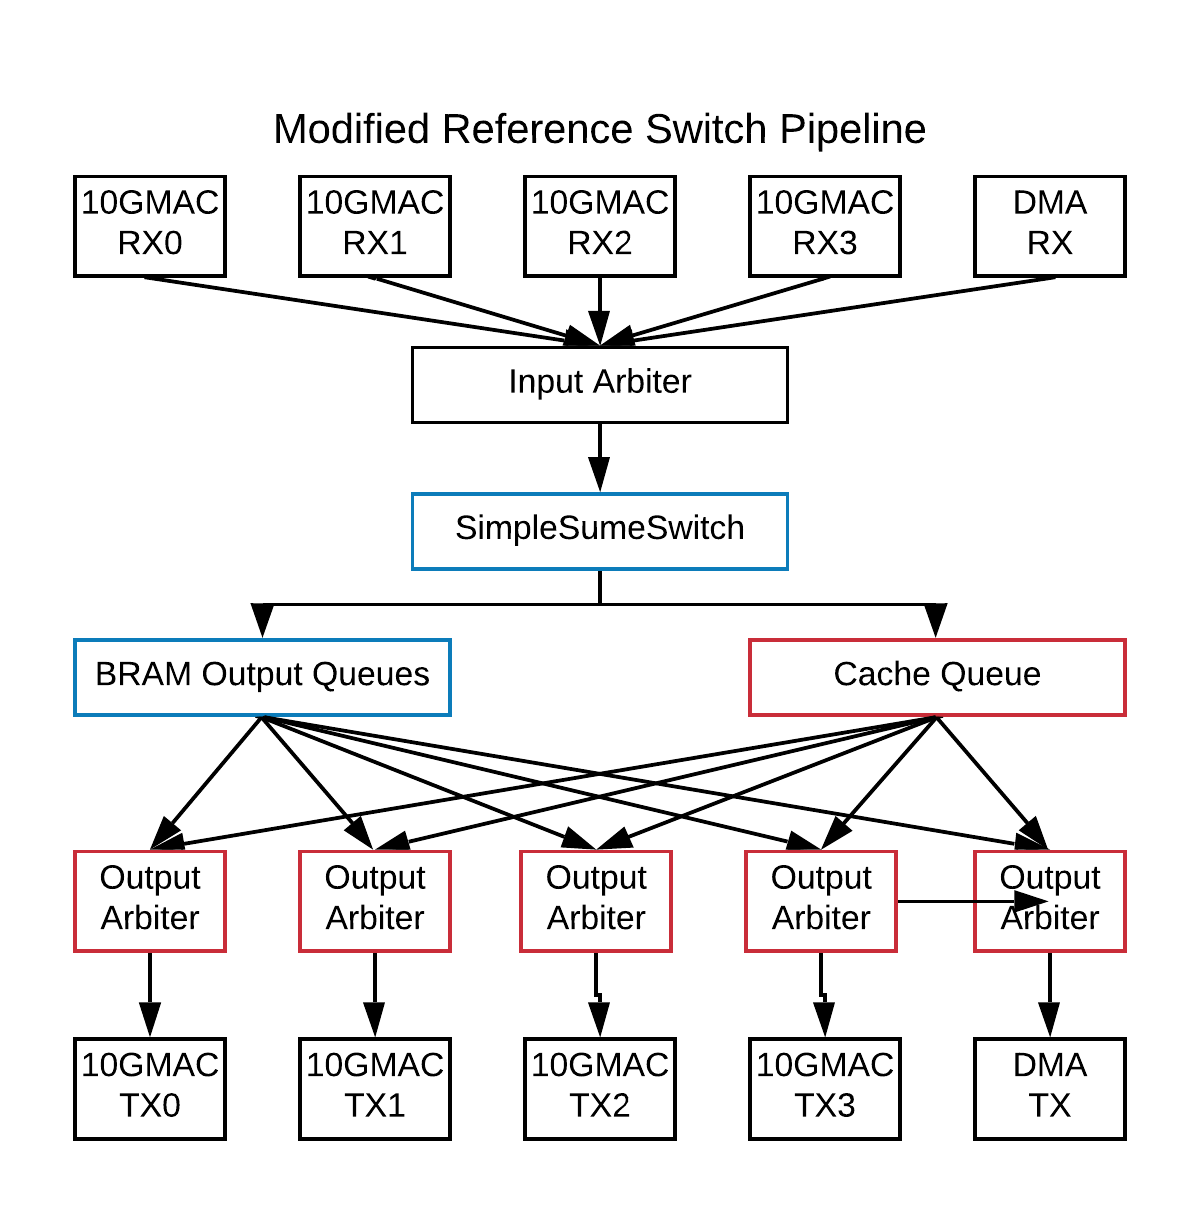 Modified Reference Switch Pipeline
10GMAC
RX0
10GMAC
RX1
10GMAC
RX2
10GMAC
RX3
DMA
RX
Input Arbiter
SimpleSumeSwitch
BRAM Output Queues
Cache Queue
Output
Arbiter
Output
Arbiter
Output
Arbiter
Output
Arbiter
Output
Arbiter
10GMAC
TX0
10GMAC
TX1
10GMAC
TX2
10GMAC
TX3
DMA
TX